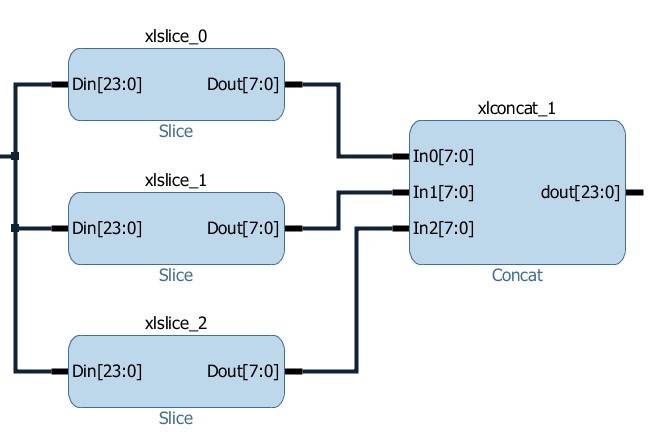 xlslice_0
Din[23:0] Dout[7:0]
Slice
xlslice_1
Din[23:0] Dout[7:0]
Slice
xlslice_2
Din[23:0] Dout[7:0]
Slice
xlconcat_1
In0[7:0]
In1[7:0] dout[23:0]
In2[7:0]
Concat